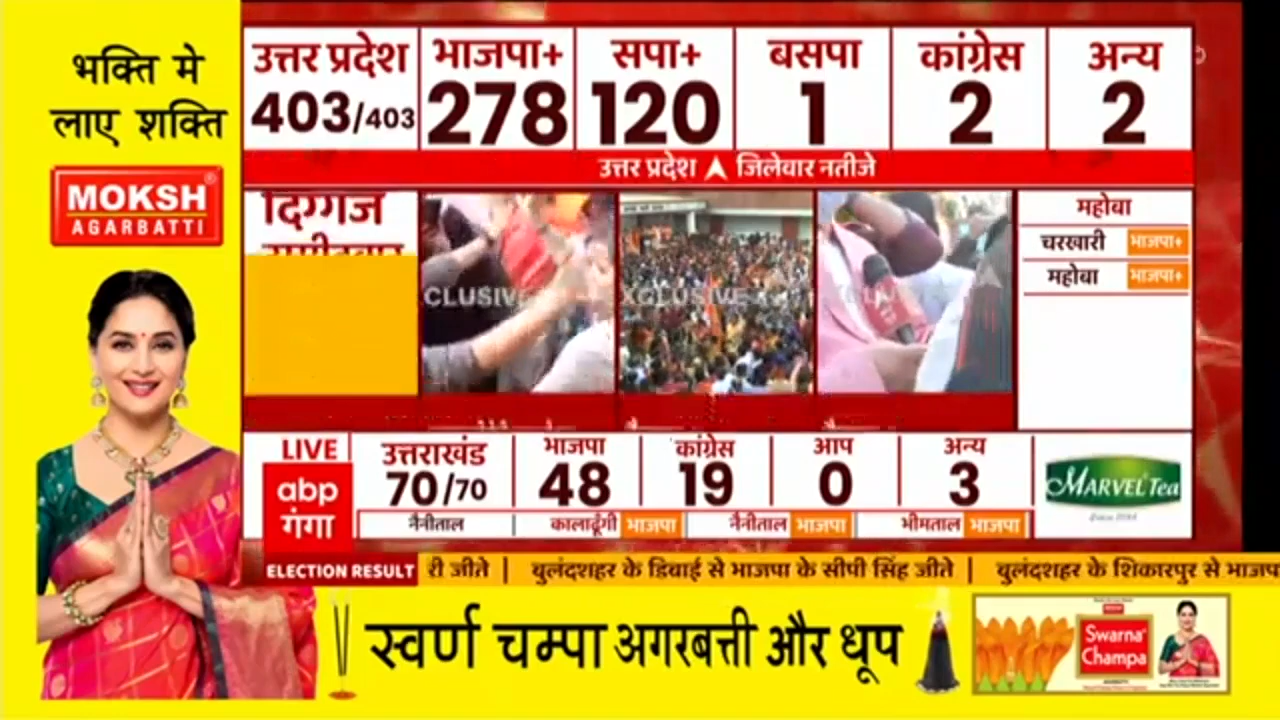 भक्ति मे
लाए शक्ति
MOKSH®
AGARBATTI
उत्तर प्रदेश
403/403
भाजपा+
278
सपा+
120
बसपा
1
कांग्रेस
2
अन्य
2
उत्तर प्रदेश जिलेवार नतीजे
दिग्गज
CLUSIV
XCLUSIVE
महोबा
चरखारी भाजपा+
महोबा भाजपा+
LIVE
abp
गंगा
उत्तराखंड
70/70
भाजपा
48
कांग्रेस
19
आप
0
अन्य
3
नैनीताल
कालाढूंगी भाजपा
नैनीताल भाजपा
भीमताल भाजपा
MARVEL Tea
ELECTION RESULT
री जीते | बुलंदशहर के डिबाई से भाजपा के सीपी सिंह जीते | बुलंदशहर के शिकारपुर से भाजप
स्वर्ण चम्पा अगरबत्ती और धूप
Swarna
Champa